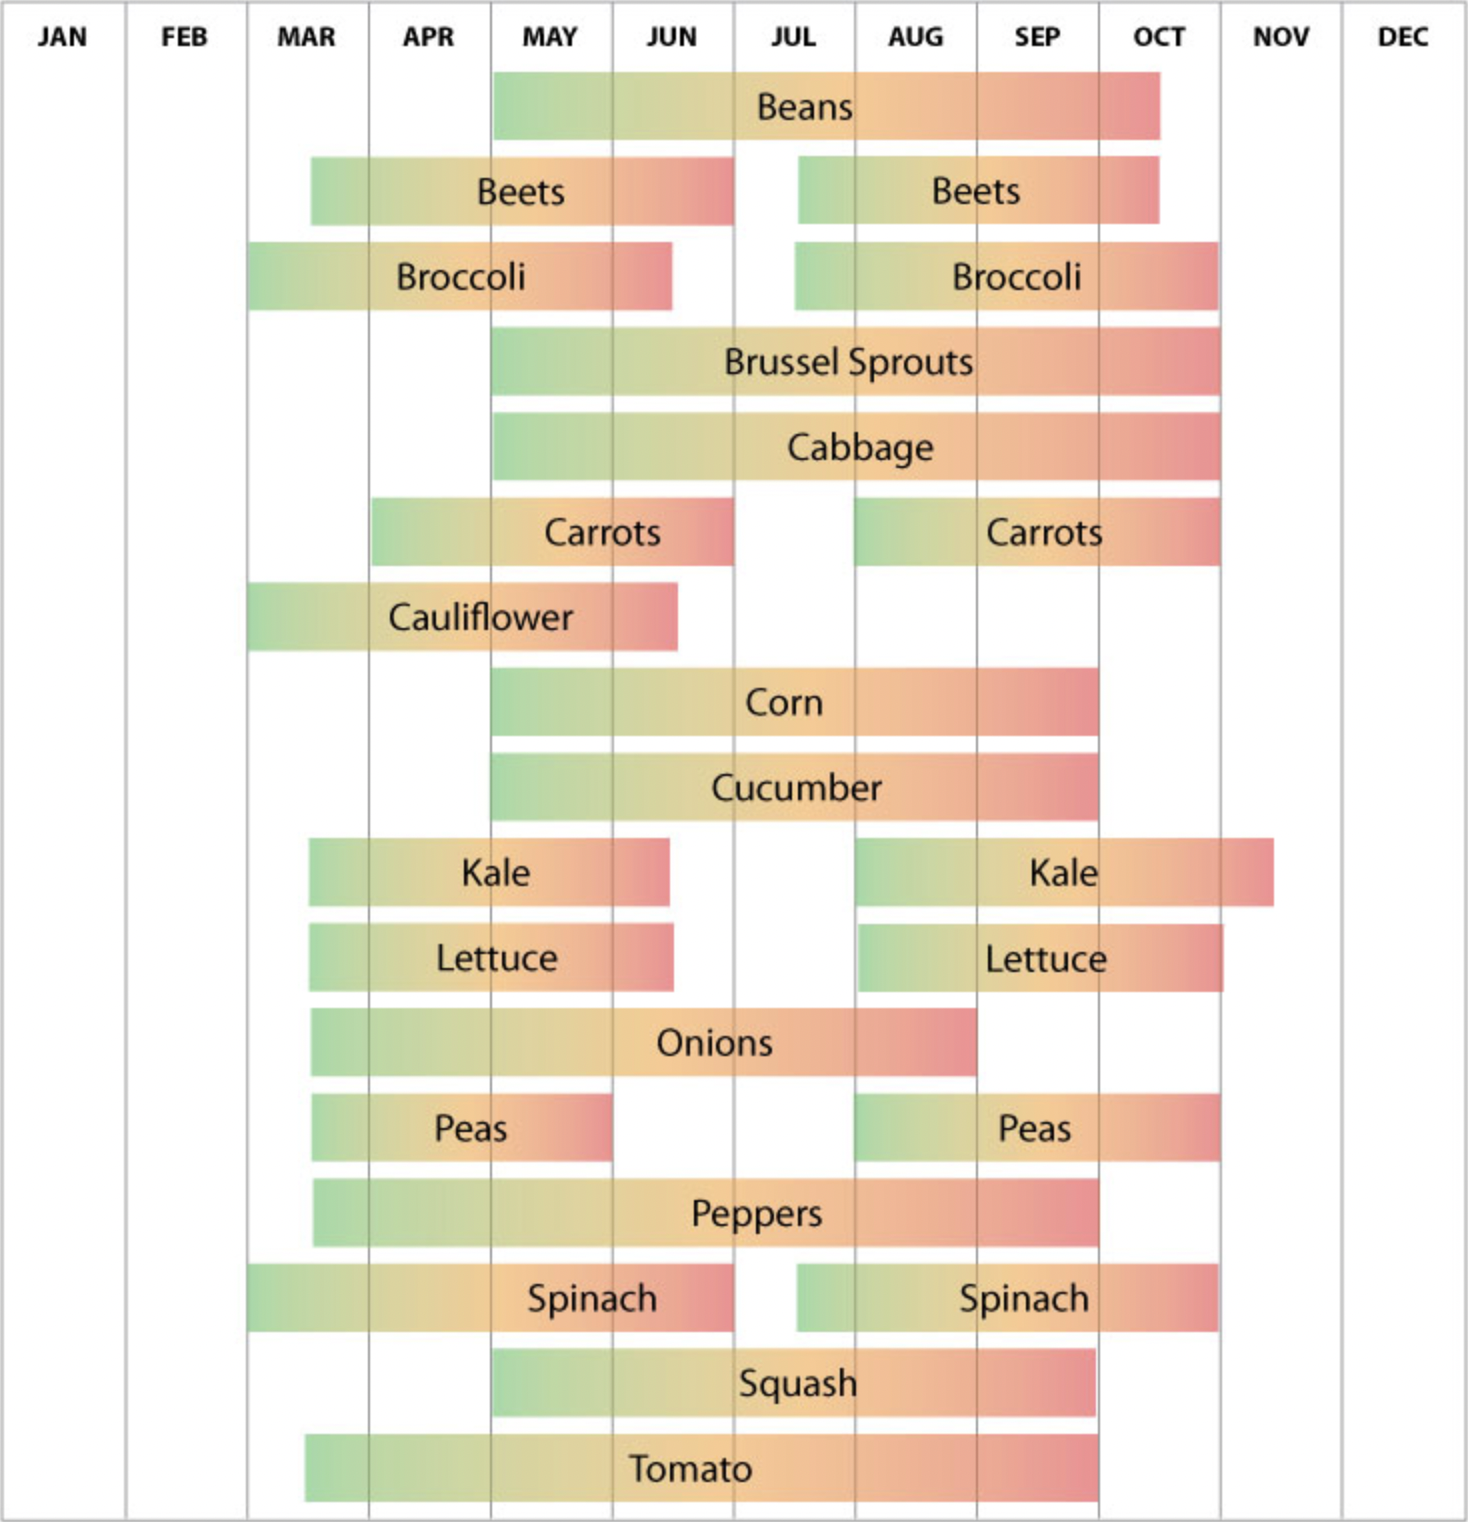 JAN FEB MAR APR MAY JUN JUL AUG SEP OCT NOV DEC
Beans
Beets Beets
Broccoli Broccoli
Brussel Sprouts
Cabbage
Carrots Carrots
Cauliflower
Corn
Cucumber
Kale Kale
Lettuce Lettuce
Onions
Peas Peas
Peppers
Spinach Spinach
Squash
Tomato